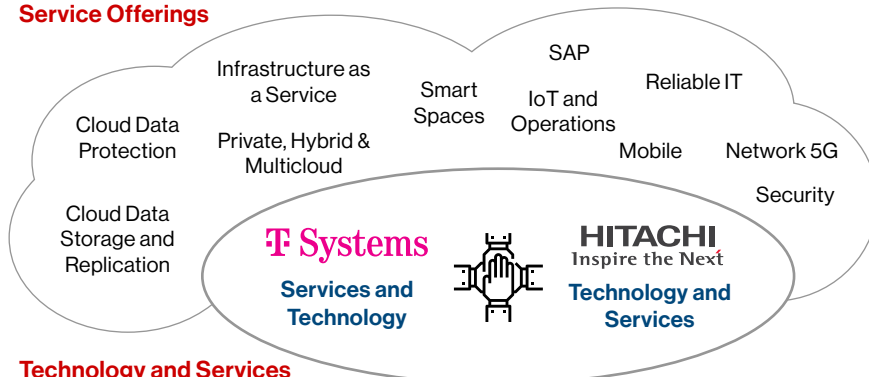 Service Offerings
Infrastructure as
a Service
Smart
Spaces
SAP
IoT and
Operations
Reliable IT
Cloud Data
Protection
Private, Hybrid &
Multicloud
Mobile
Network 5G
Security
Cloud Data
Storage and
Replication
T Systems
Services and
Technology
HITACHI
Inspire the Next
Technology and
Services
Technology and Services